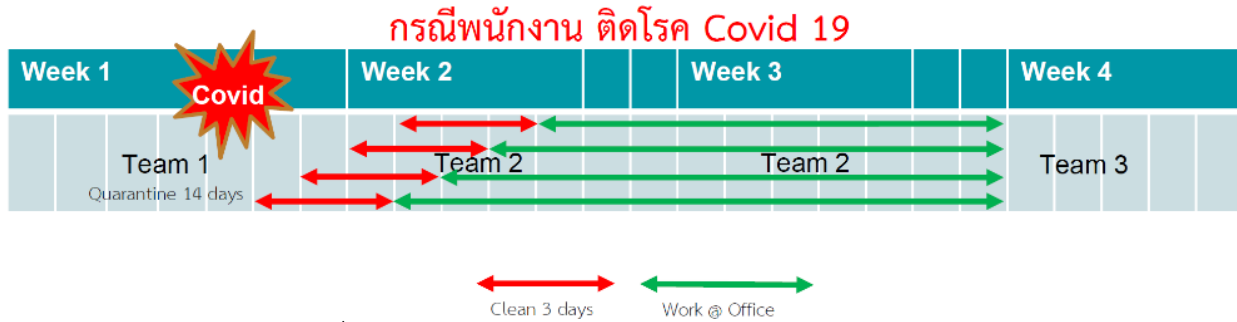 กรณีพนักงาน ติดโรค Covid 19
Week 1 Week 2 Week 3 Week 4
Covid
Team 1 Team 2 Team 2 Team 3
Quarantine 14 days
Clean 3 days Work @ Office